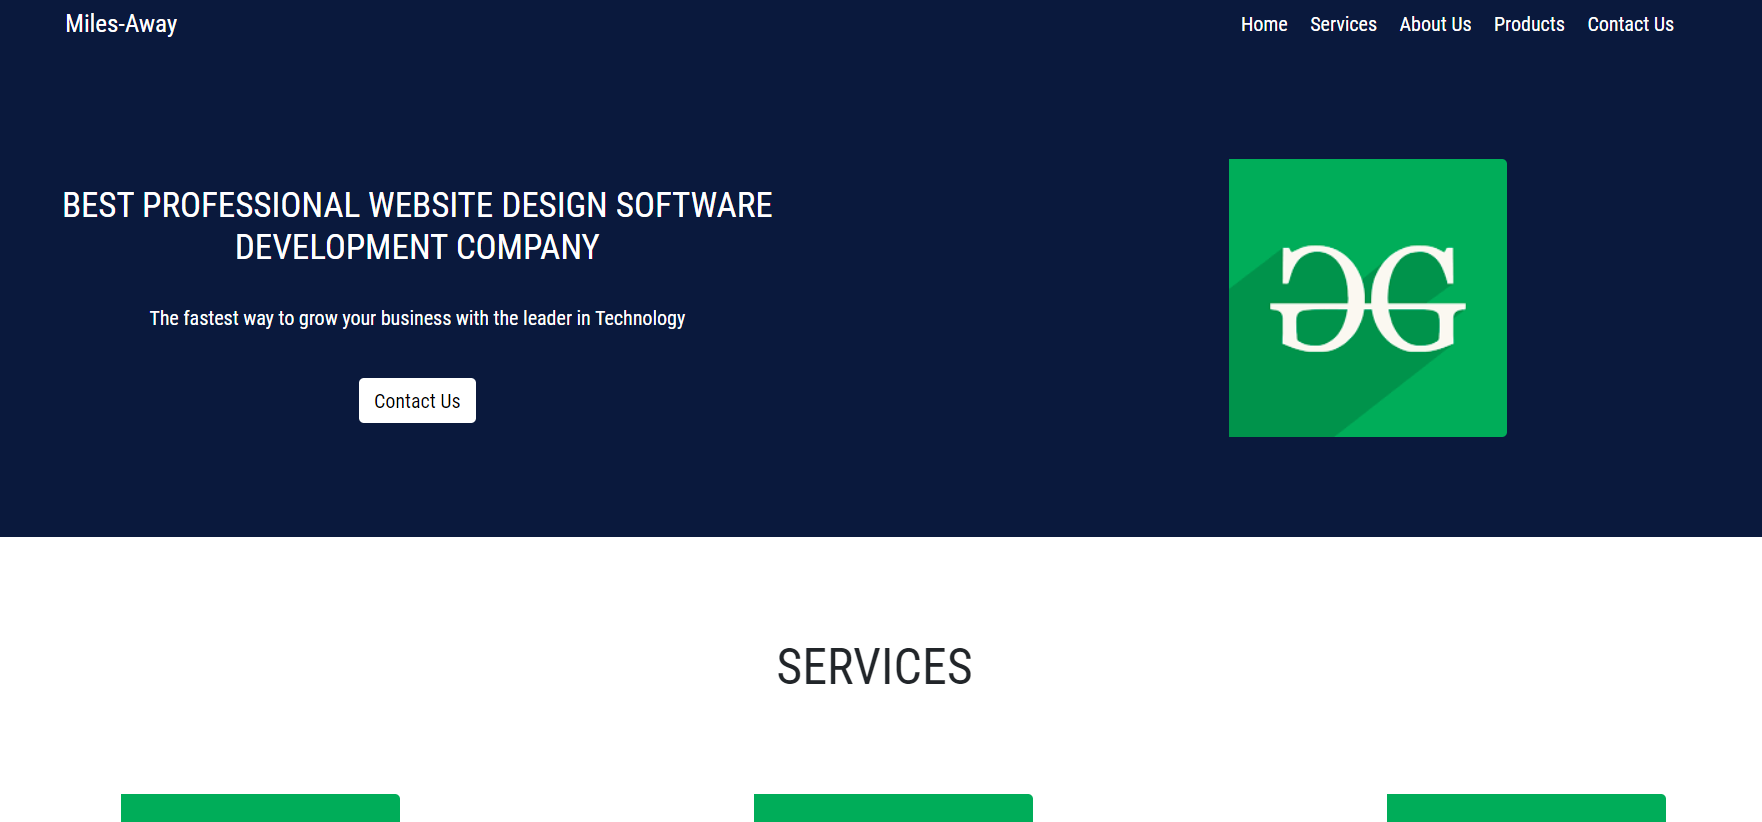 Miles-Away
Home Services About Us Products Contact Us
BEST PROFESSIONAL WEBSITE DESIGN SOFTWARE
DEVELOPMENT COMPANY
The fastest way to grow your business with the leader in Technology
Contact Us
SERVICES